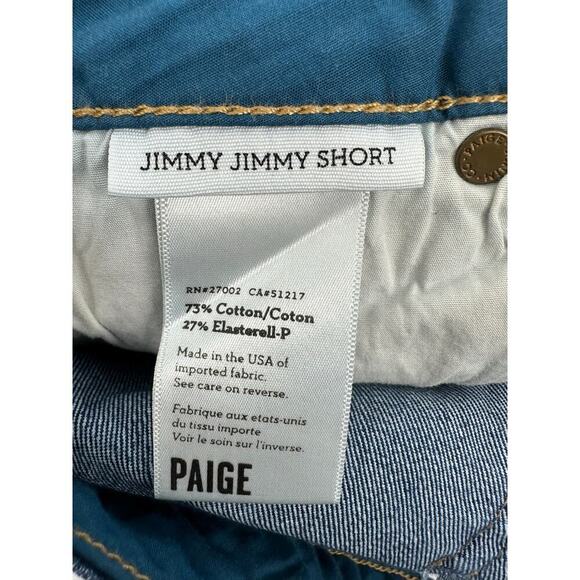 JIMMY JIMMY SHORT
PAIGE
RN#27002 CA#51217
73% Cotton/Coton
27% Elasterell-P
Made in the USA of
imported fabric.
See care on reverse.
Fabrique aux etats-unis
du tissu importe
Voir le soin sur l'inverse.
PAIGE